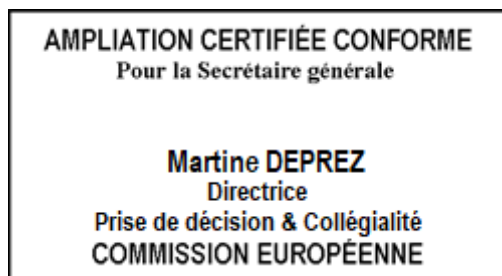 AMPLIATION CERTIFIÉE CONFORME
Pour la Secrétaire générale
Martine DEPREZ
Directrice
Prise de décision & Collégialité
COMMISSION EUROPÉENNE